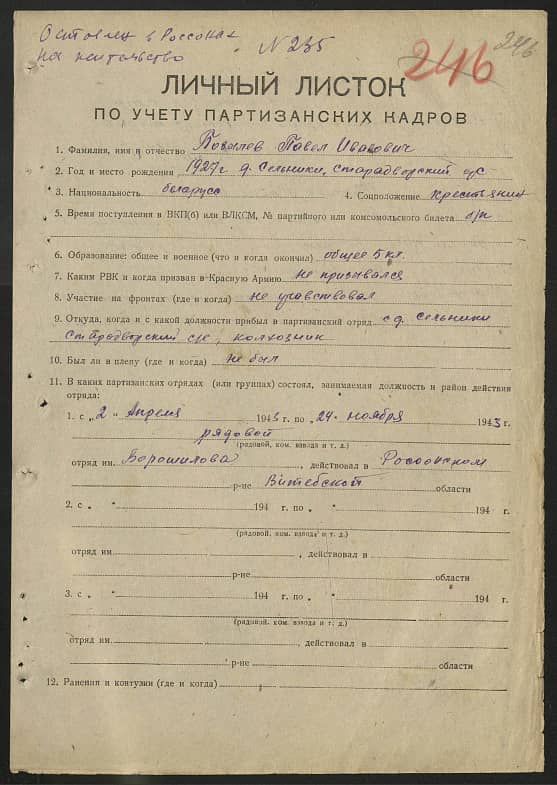 Оставлен в Россонах
на жительство
N 235
246
246
ЛИЧНЫЙ ЛИСТОК
ПО УЧЕТУ ПАРТИЗАНСКИХ КАДРОВ
1. Фамилия, имя и отчество Павел Иванович
2. Год и место рождения 1927 г д. Сельники, Старадворский с/с
3. Национальность беларусс 4. Соцположение крестьянин
5. Время поступления в ВКП(б) или ВЛКСМ, № партийного или комсомольского билета б/п
6. Образование: общее и военное (что и когда окончил) общее 5 кл.
7. Каким РВК и когда призван в Красную Армию не призывался
8. Участие на фронтах (где и когда) не участвовал
9. Откуда, когда и с какой должности прибыл в партизанский отряд с д. Сельники
Старадворский с/с, колхозник
10. Был ли в плену (где и когда) не был
11. В каких партизанских отрядах (или группах) состоял, занимаемая должность и район действия
отряда:
1. с „2 „ Апреля 1943 г. по „ 24 ноября 1943 г.
рядовой
(рядовой, ком. взвода и т. д.)
отряд им. Ворошилова , действовал в Россонском
р-не Витебской области
2. с „ „ 194 г. по „ „ 194 г.
(рядовой, ком. взвода и т. д.)
отряд им. , действовал в
р-не области
3. с „ „ 194 г. по „ „ 194 г.
(рядовой, ком. взвода и т. д.)
отряд им. , действовал в
р-не области
12. Ранения и контузии (где и когда)